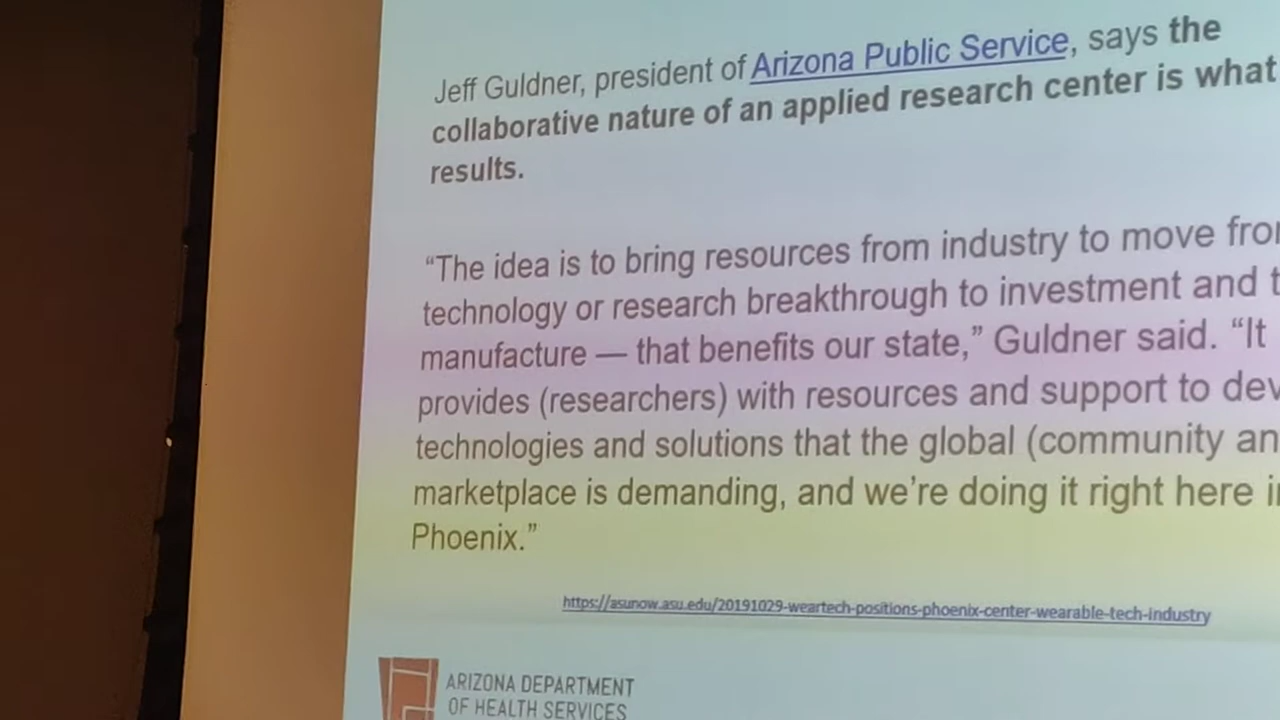 Jeff Guldner, president of Arizona Public Service, says the
collaborative nature of an applied research center is what
results.
“The idea is to bring resources from industry to move
technology or research breakthrough to investment and
manufacture — that benefits our state,” Guldner said. “It
provides (researchers) with resources and support to
technologies and solutions that the global (community
marketplace is demanding, and we’re doing it right here
Phoenix.”
https://asunow.asu.edu/20191029-weartech-positions-phoenix-center-wearable-tech-industry
ARIZONA DEPARTMENT
OF HEALTH SERVICES